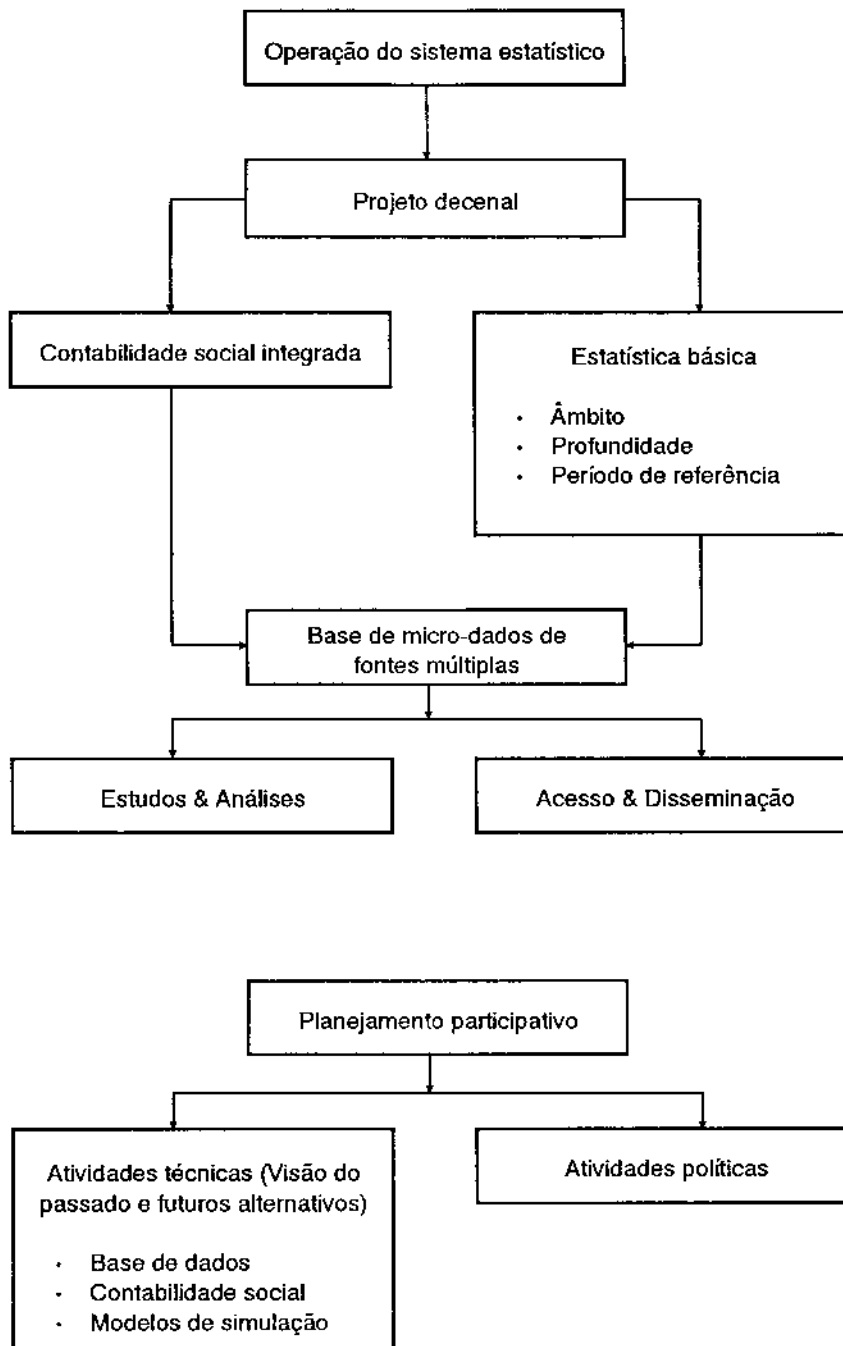 Operação do sistema estatístico
Projeto decenal
Contabilidade social integrada
Estatística básica
• Âmbito
• Profundidade
• Período de referência
Base de micro-dados de
fontes múltiplas
Estudos & Análises
Acesso & Disseminação
Planejamento participativo
Atividades técnicas (Visão do
passado e futuros alternativos)
• Base de dados
• Contabilidade social
• Modelos de simulação
Atividades políticas